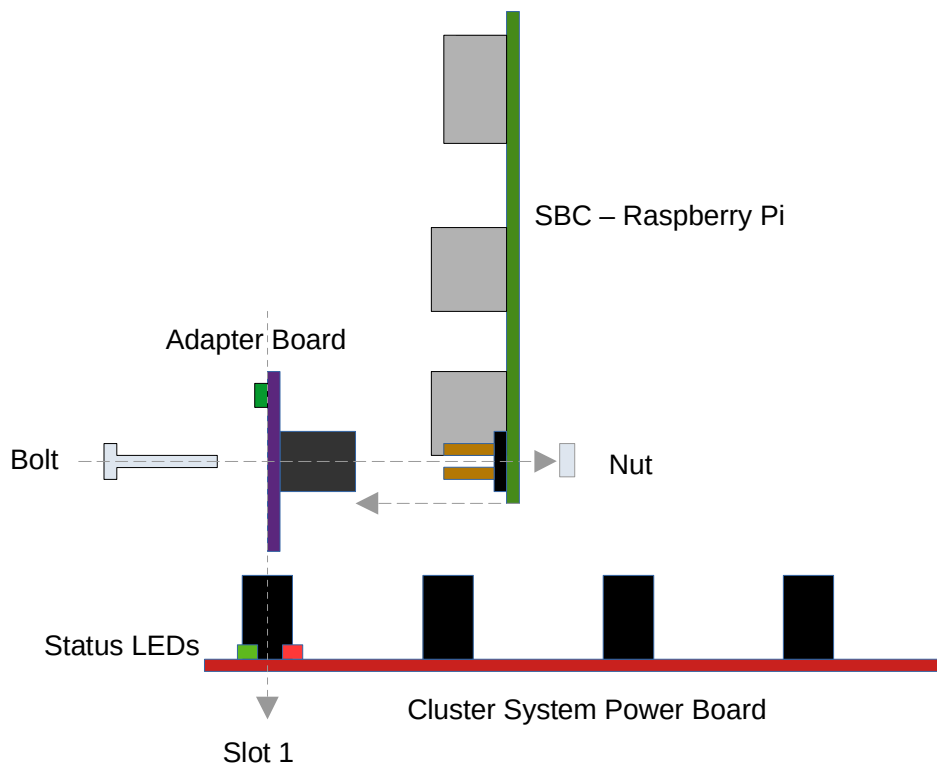 SBC – Raspberry Pi
Adapter Board
Bolt
Nut
Status LEDs
Cluster System Power Board
Slot 1